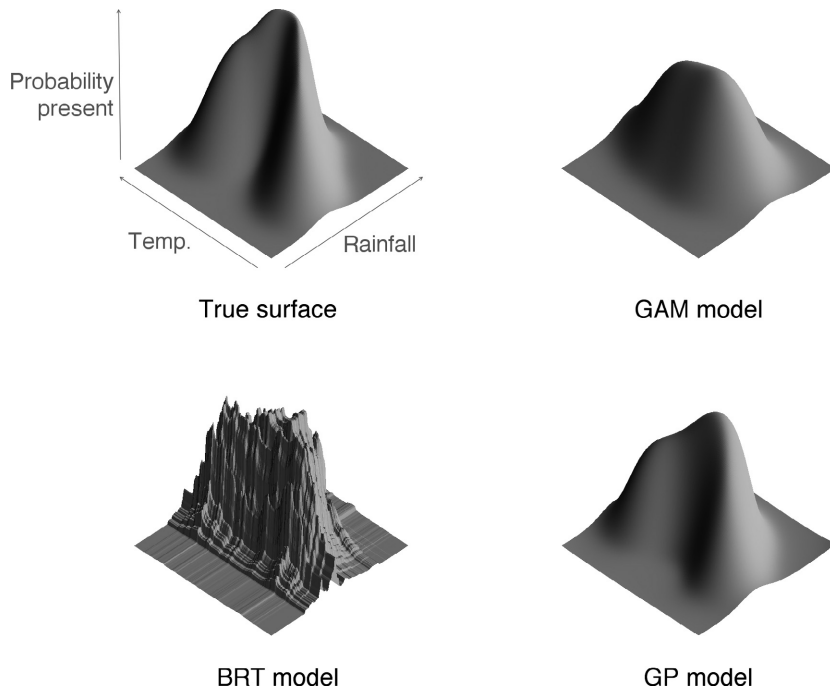 Probability
present
Temp.
Rainfall
True surface
GAM model
BRT model
GP model